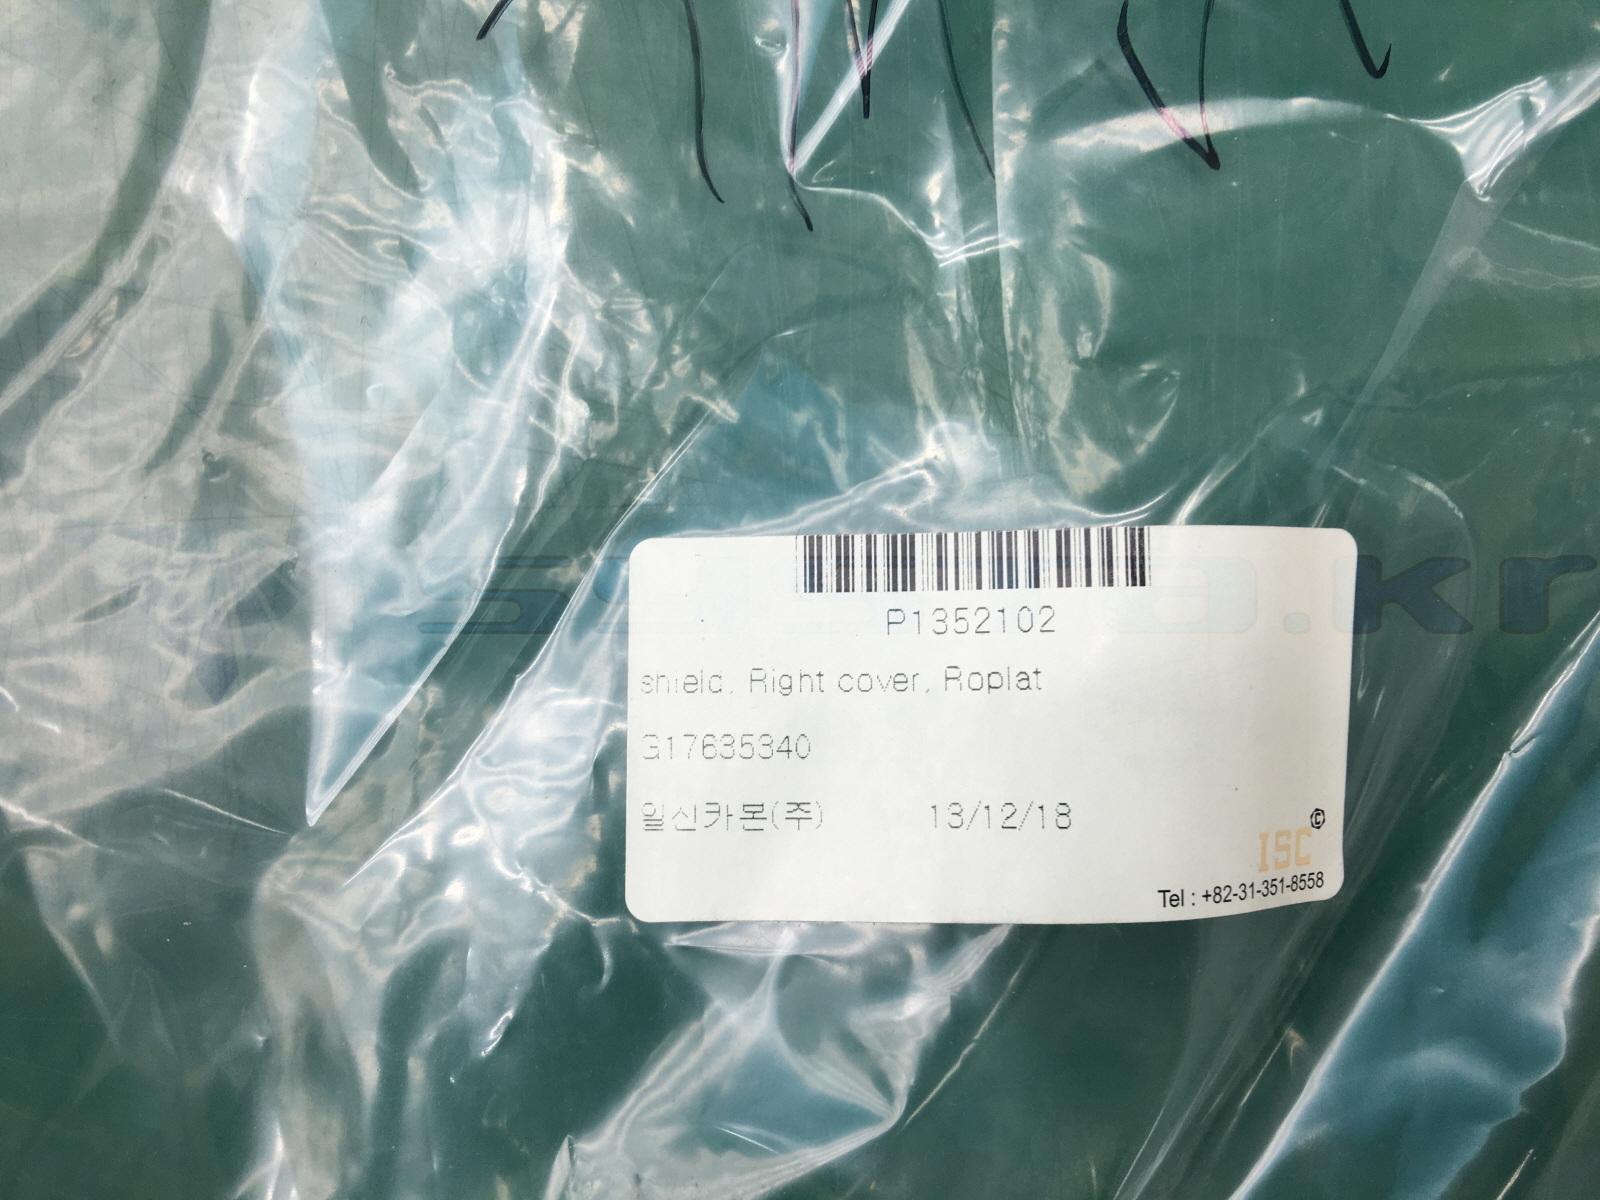 P1352102
shield, Right cover, Roplat
G17635340
일신카몬(주) 13/12/18
ISC©
Tel : +82-31-351-8558